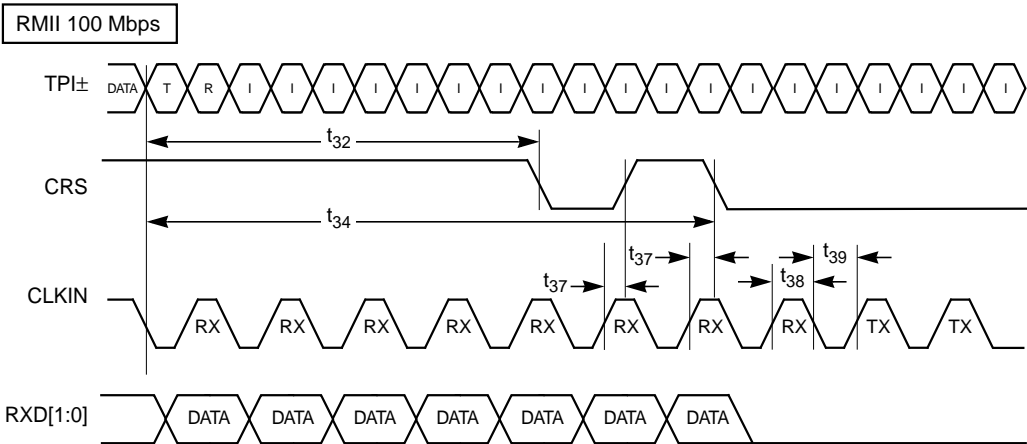 RMII 100 Mbps
TPI± DATA T R I I I I I I I I I I I I I I I I I I I
t32
CRS
t34
t37 t39
t37 t38
CLKIN
RX RX RX RX RX RX RX RX TX TX
RXD[1:0] DATA DATA DATA DATA DATA DATA DATA